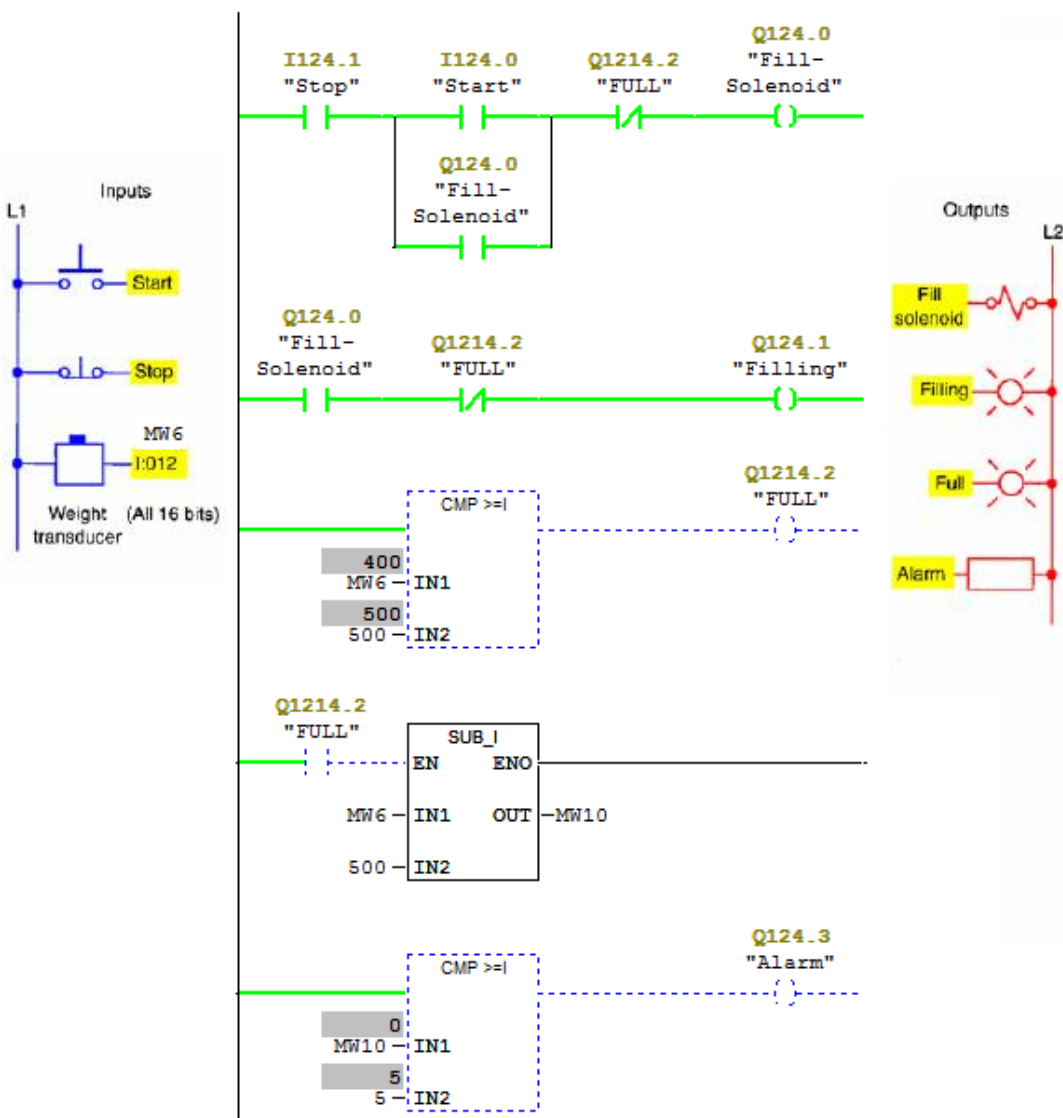 Q124.0
I124.1 I124.0 Q1214.2 "Fill-
"Stop" "Start" "FULL" Solenoid"
Q124.0
"Fill-
Solenoid"
Inputs
L1
Start
Stop
MW6
I:012
Weight (All 16 bits)
transducer
Outputs
L2
Fill
solenoid
Filling
Full
Alarm
Q124.0
"Fill- Q1214.2 Q124.1
Solenoid" "FULL" "Filling"
Q1214.2
CMP >=I "FULL"
400
MW6 IN1
500
500 IN2
Q1214.2
"FULL" SUB_I
EN ENO
MW6 IN1 OUT MW10
500 IN2
Q124.3
CMP >=I "Alarm"
0
MW10 IN1
5
5 IN2